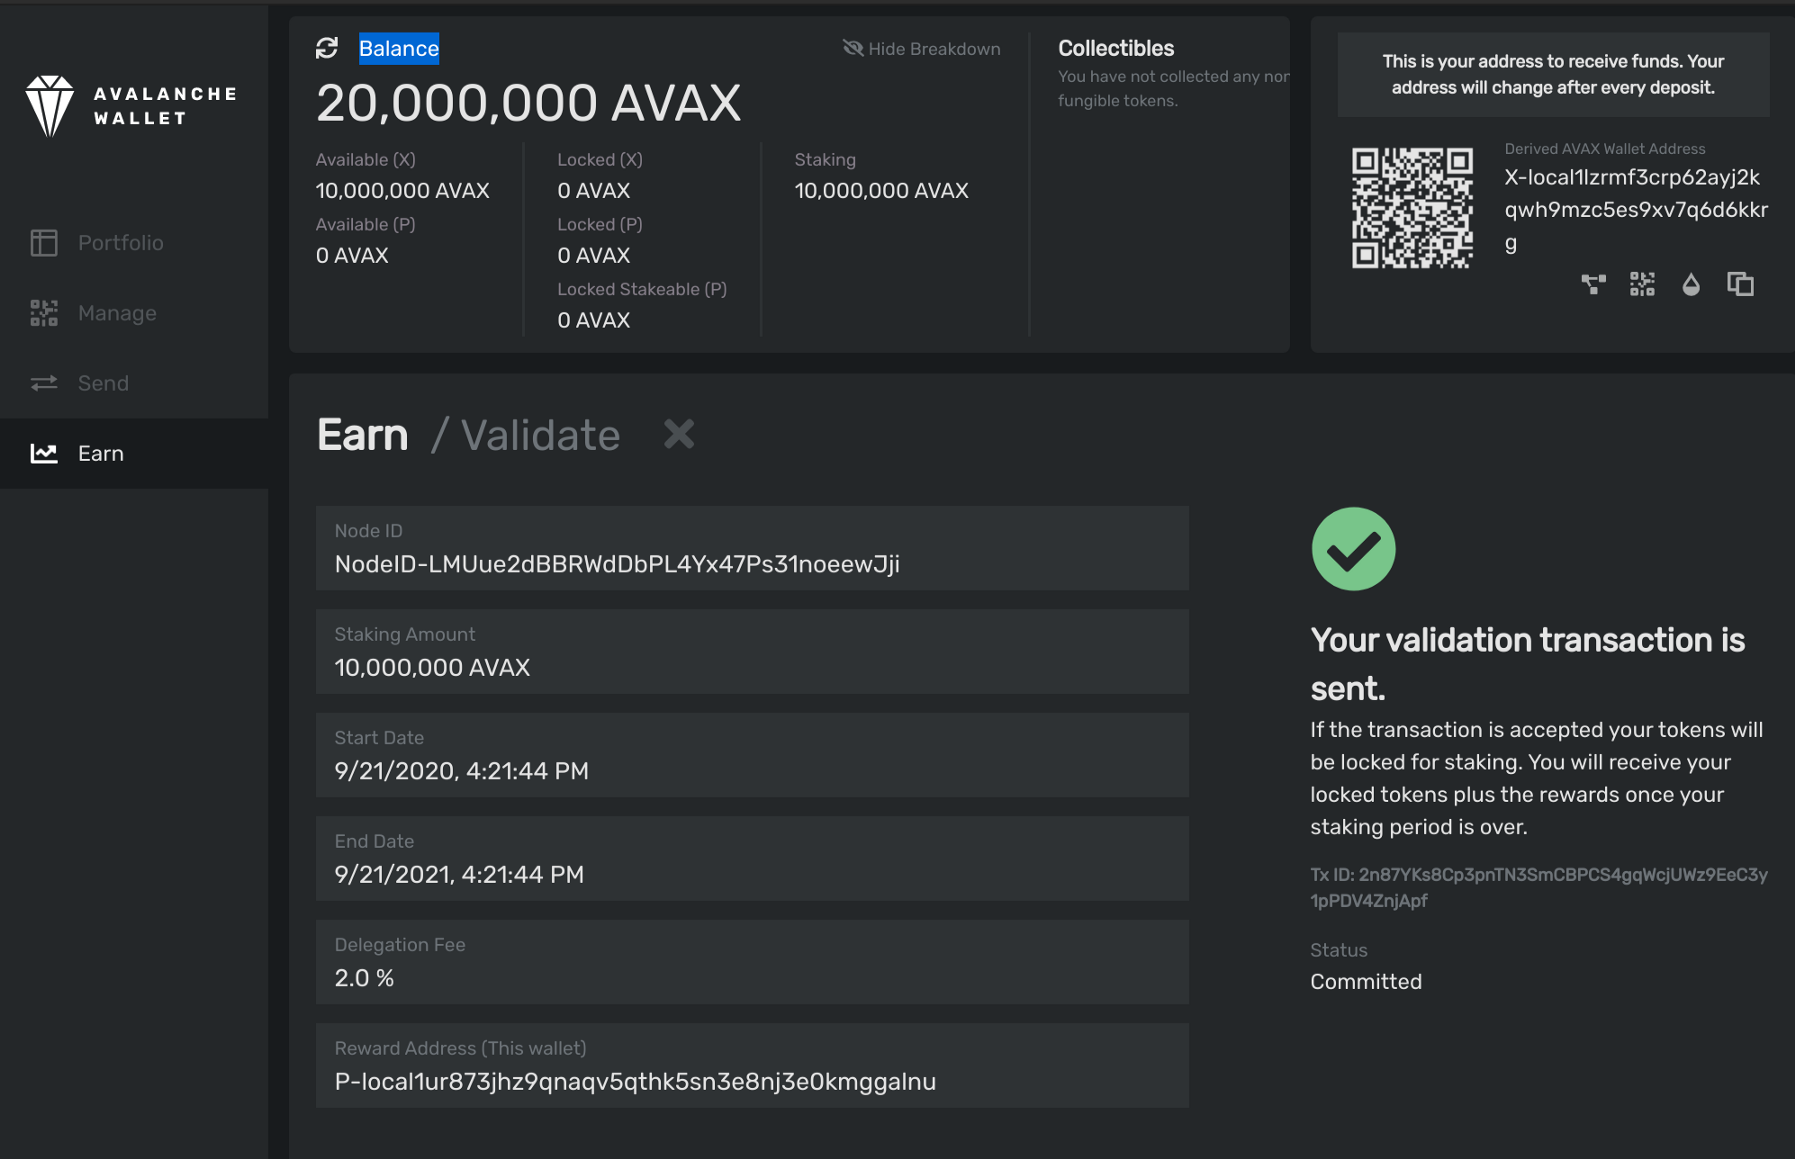 AVALANCHE
WALLET
Portfolio
Manage
Send
Earn
Balance
Hide Breakdown
20,000,000 AVAX
Available (X)
10,000,000 AVAX
Available (P)
0 AVAX
Locked (X)
0 AVAX
Locked (P)
0 AVAX
Locked Stakeable (P)
0 AVAX
Staking
10,000,000 AVAX
Collectibles
You have not collected any non
fungible tokens.
This is your address to receive funds. Your
address will change after every deposit.
Derived AVAX Wallet Address
X-local1lzrmf3crp62ayj2k
qwh9mzc5es9xv7q6d6kkr
g
Earn / Validate
Node ID
NodeID-LMUue2dBBRWdDbPL4Yx47Ps31noeewJji
Staking Amount
10,000,000 AVAX
Start Date
9/21/2020, 4:21:44 PM
End Date
9/21/2021, 4:21:44 PM
Delegation Fee
2.0 %
Reward Address (This wallet)
P-local1ur873jhz9qnaqv5qthk5sn3e8nj3e0kmggalnu
Your validation transaction is
sent.
If the transaction is accepted your tokens will
be locked for staking. You will receive your
locked tokens plus the rewards once your
staking period is over.
Tx ID: 2n87YKs8Cp3pnTN3SmCBPCS4gqWcjUWz9EeC3y
1pPDV4ZnjApf
Status
Committed